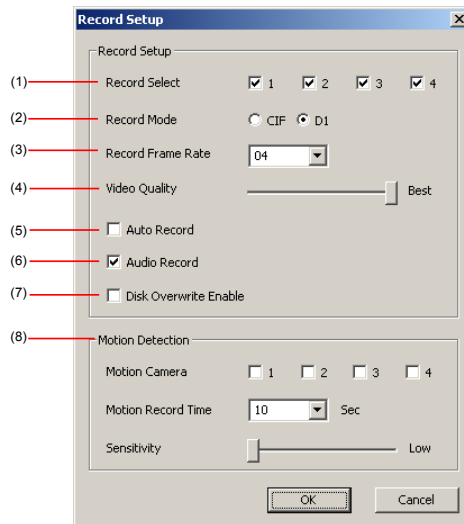 Record Setup
Record Setup
(1) Record Select 1 2 3 4
(2) Record Mode CIF D1
(3) Record Frame Rate 04
(4) Video Quality Best
(5) Auto Record
(6) Audio Record
(7) Disk Overwrite Enable
(8) Motion Detection
Motion Camera 1 2 3 4
Motion Record Time 10 Sec
Sensitivity Low
OK Cancel